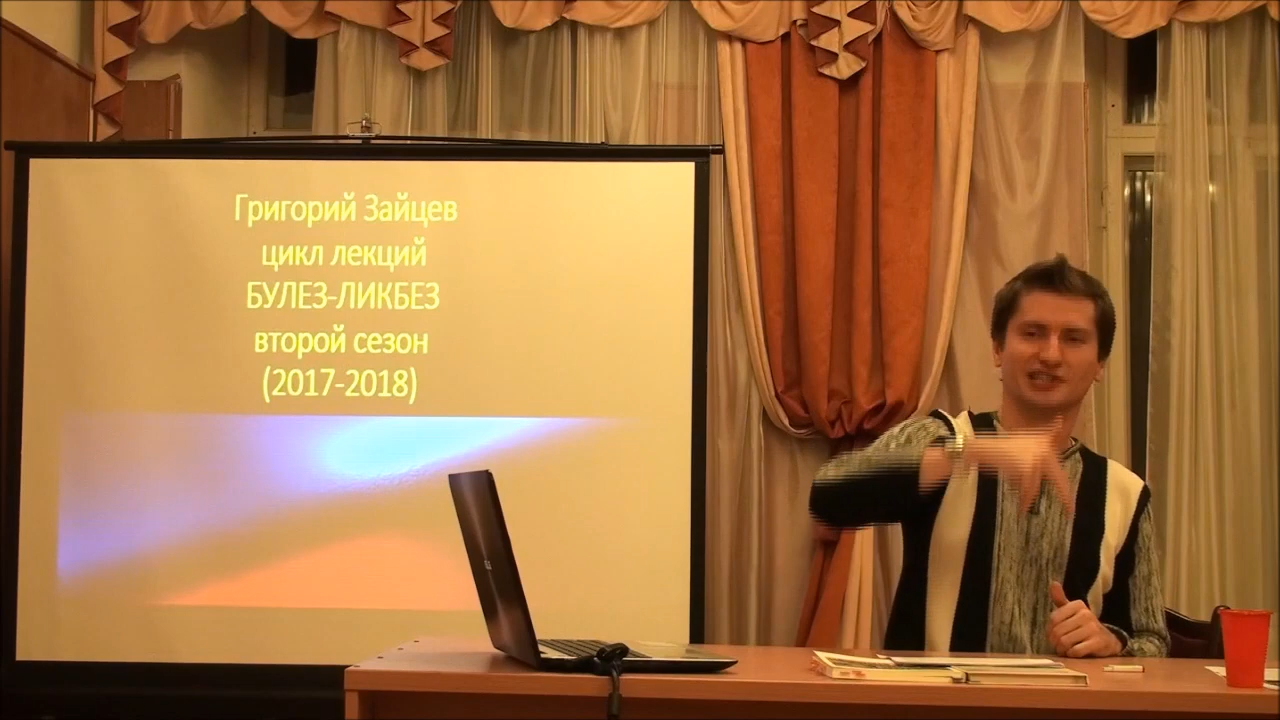 Григорий Зайцев
цикл лекций
БУЛЕЗ-ЛИКБЕЗ
второй сезон
(2017-2018)